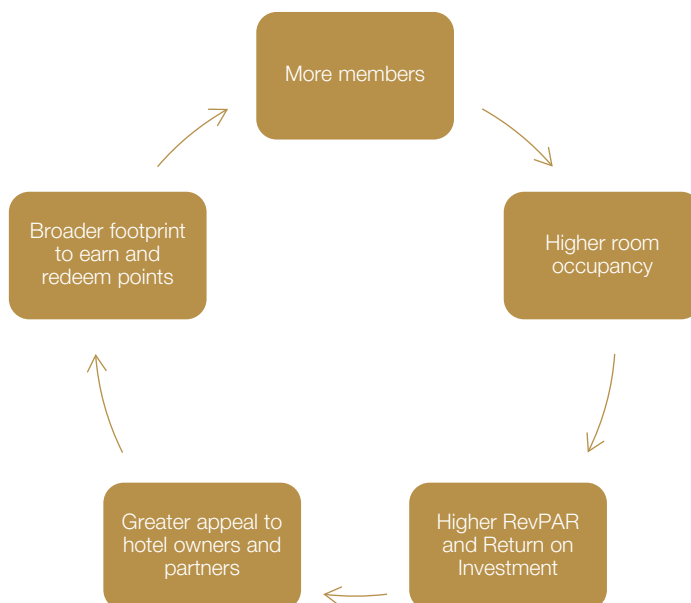 More members
Higher room
occupancy
Higher RevPAR
and Return on
Investment
Greater appeal to
hotel owners and
partners
Broader footprint
to earn and
redeem points